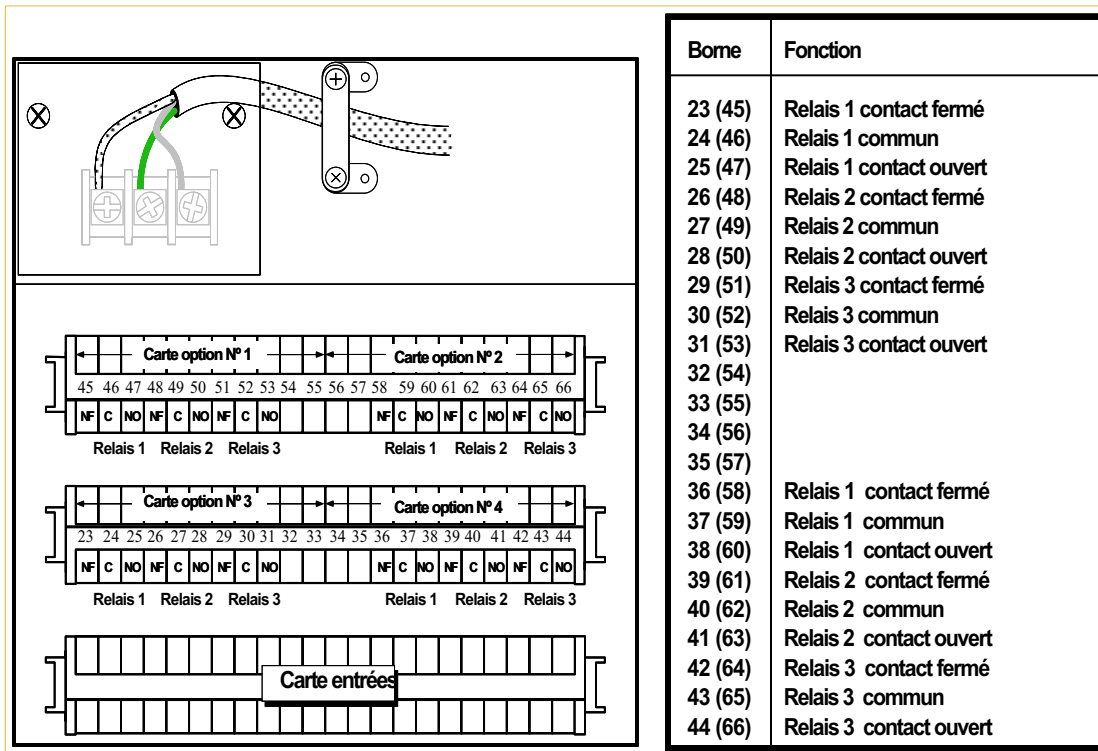 Carte option Nº 1 Carte option Nº 2
45 46 47 48 49 50 51 52 53 54 55 56 57 58 59 60 61 62 63 64 65 66
NF C NO NF C NO NF C NO NF C NO NF C NO NF C NO
Relais 1 Relais 2 Relais 3 Relais 1 Relais 2 Relais 3
Carte option Nº 3 Carte option Nº 4
23 24 25 26 27 28 29 30 31 32 33 34 35 36 37 38 39 40 41 42 43 44
NF C NO NF C NO NF C NO NF C NO NF C NO NF C NO
Relais 1 Relais 2 Relais 3 Relais 1 Relais 2 Relais 3
Carte entrées
Borne Fonction
23 (45) Relais 1 contact fermé
24 (46) Relais 1 commun
25 (47) Relais 1 contact ouvert
26 (48) Relais 2 contact fermé
27 (49) Relais 2 commun
28 (50) Relais 2 contact ouvert
29 (51) Relais 3 contact fermé
30 (52) Relais 3 commun
31 (53) Relais 3 contact ouvert
32 (54)
33 (55)
34 (56)
35 (57)
36 (58) Relais 1 contact fermé
37 (59) Relais 1 commun
38 (60) Relais 1 contact ouvert
39 (61) Relais 2 contact fermé
40 (62) Relais 2 commun
41 (63) Relais 2 contact ouvert
42 (64) Relais 3 contact fermé
43 (65) Relais 3 commun
44 (66) Relais 3 contact ouvert